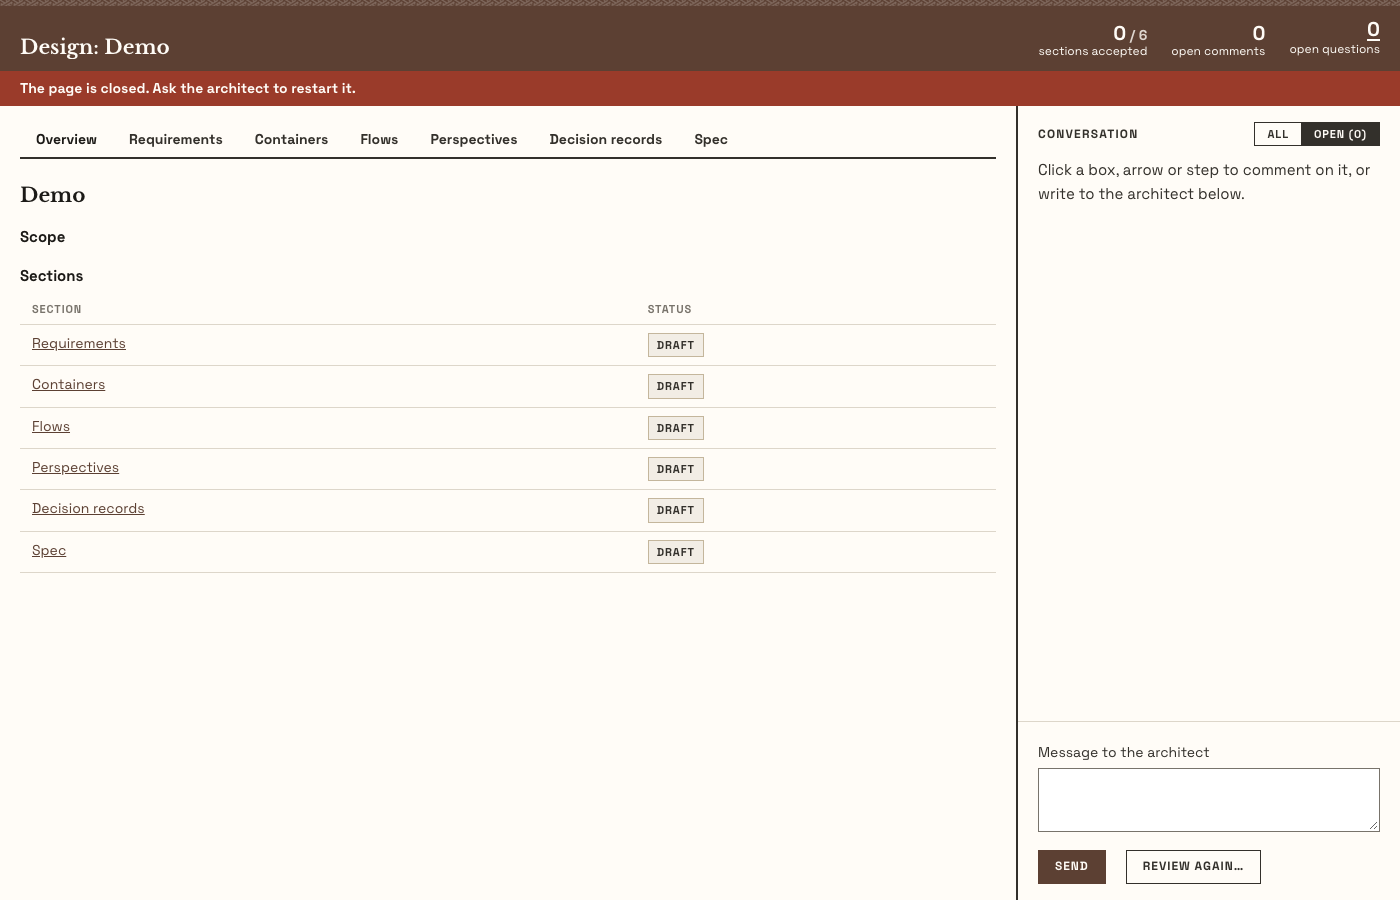 Design: Demo
0 / 6
sections accepted
0
open comments
0
open questions
The page is closed. Ask the architect to restart it.
Overview Requirements Containers Flows Perspectives Decision records Spec
Demo
Scope
Sections
SECTION STATUS
Requirements DRAFT
Containers DRAFT
Flows DRAFT
Perspectives DRAFT
Decision records DRAFT
Spec DRAFT
CONVERSATION
ALL OPEN (0)
Click a box, arrow or step to comment on it, or
write to the architect below.
Message to the architect
SEND REVIEW AGAIN...